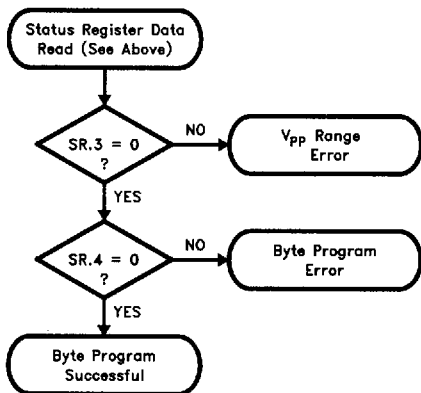 Status Register Data
Read (See Above)
SR.3 = 0
?
NO
VPP Range
Error
YES
SR.4 = 0
?
NO
Byte Program
Error
YES
Byte Program
Successful